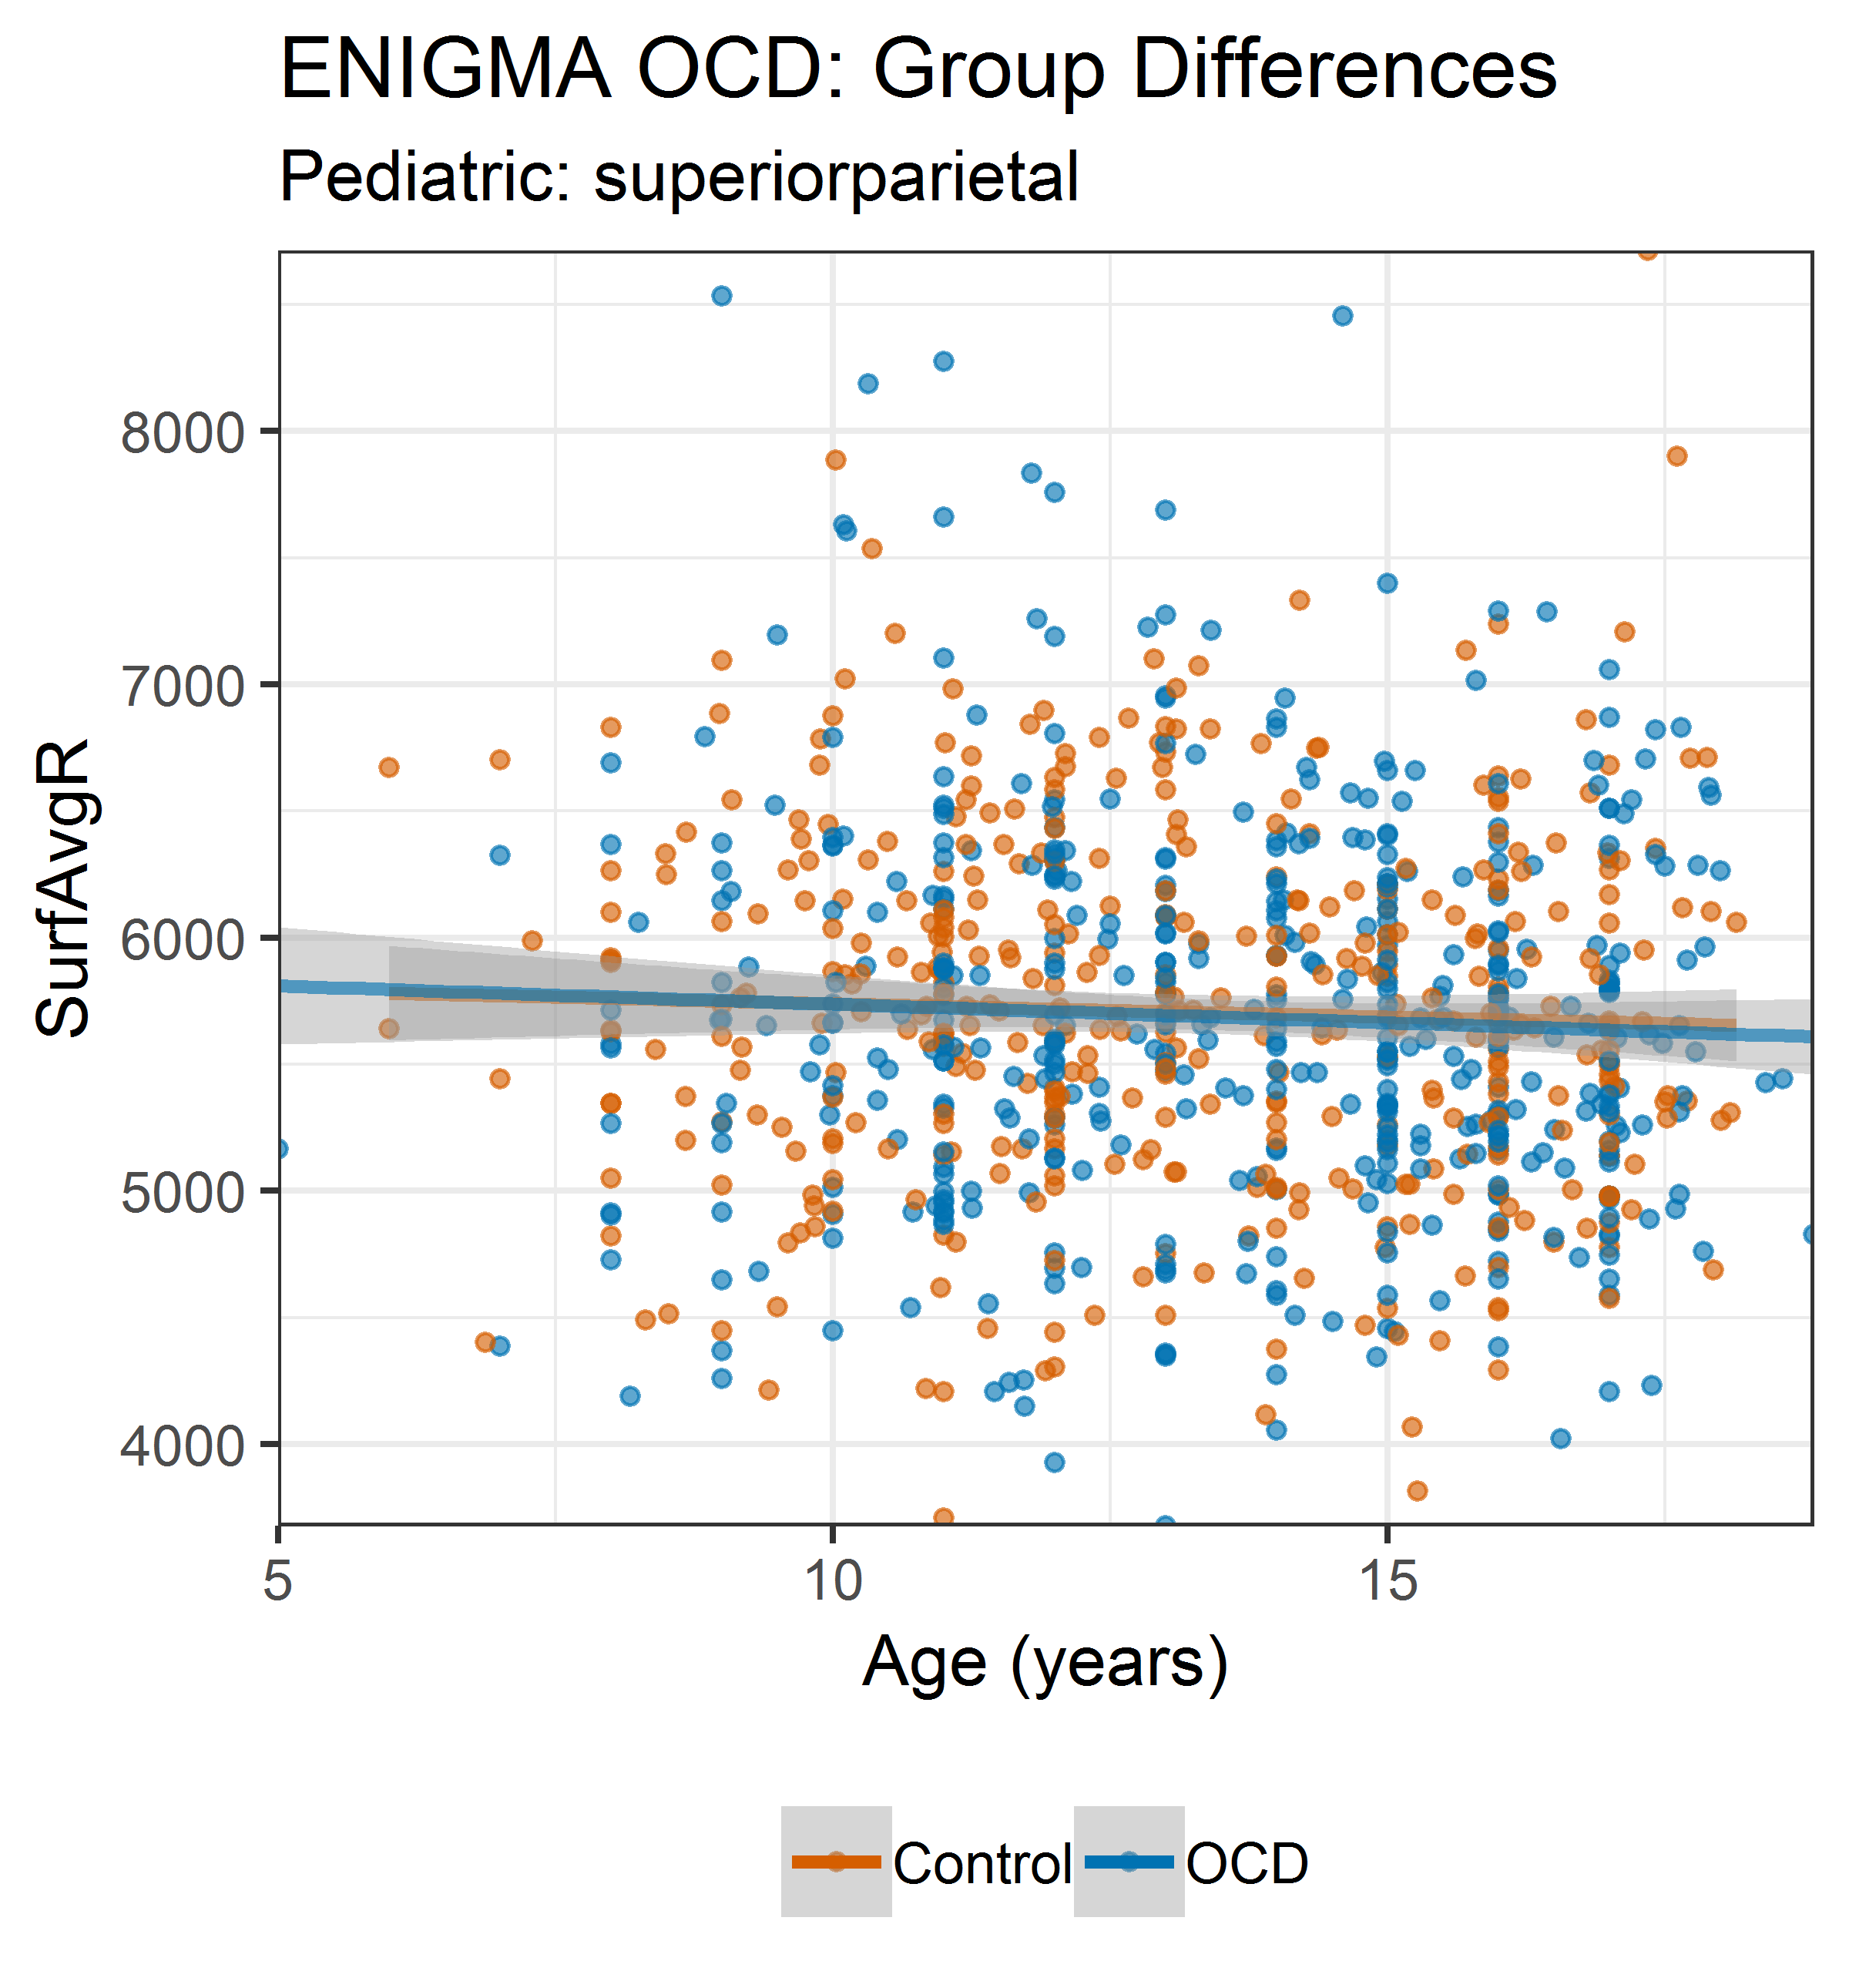 ENIGMA OCD: Group Differences
Pediatric: superiorparietal
SurfAvgR
8000
7000
6000
5000
4000
5 10 15
Age (years)
Control OCD